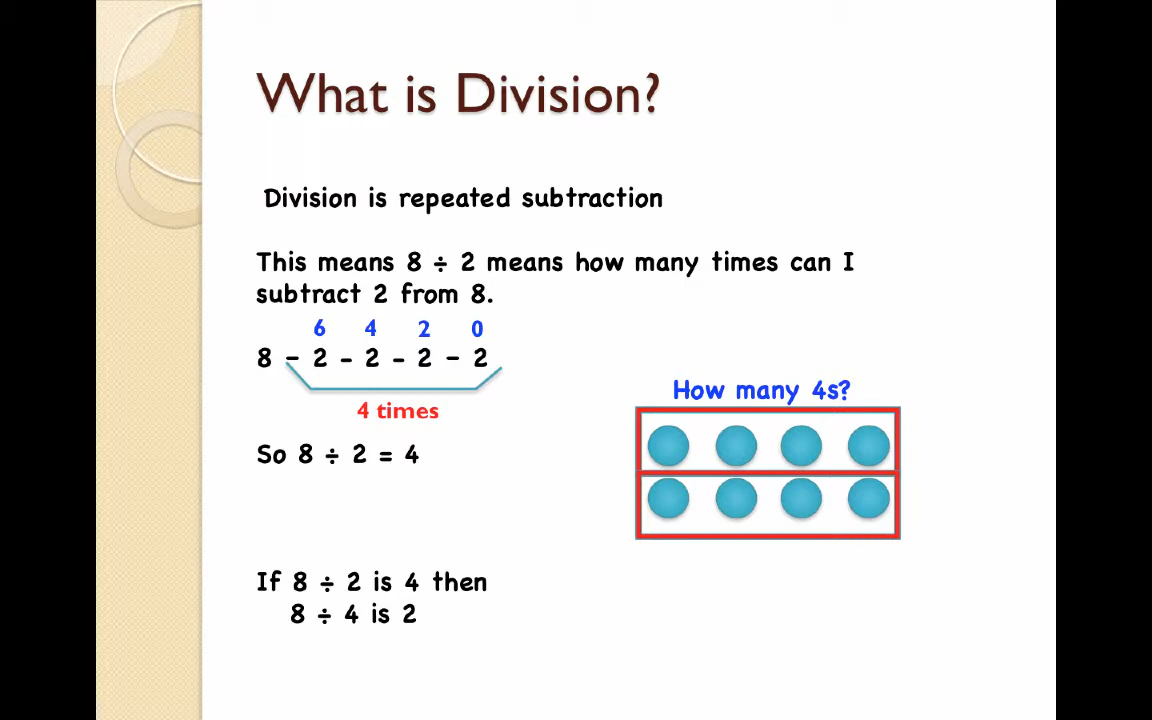 What is Division?
Division is repeated subtraction
This means 8 ÷ 2 means how many times can I
subtract 2 from 8.
6 4 2 0
8 - 2 - 2 - 2 - 2
4 times
How many 4s?
So 8 ÷ 2 = 4
If 8 ÷ 2 is 4 then
8 ÷ 4 is 2